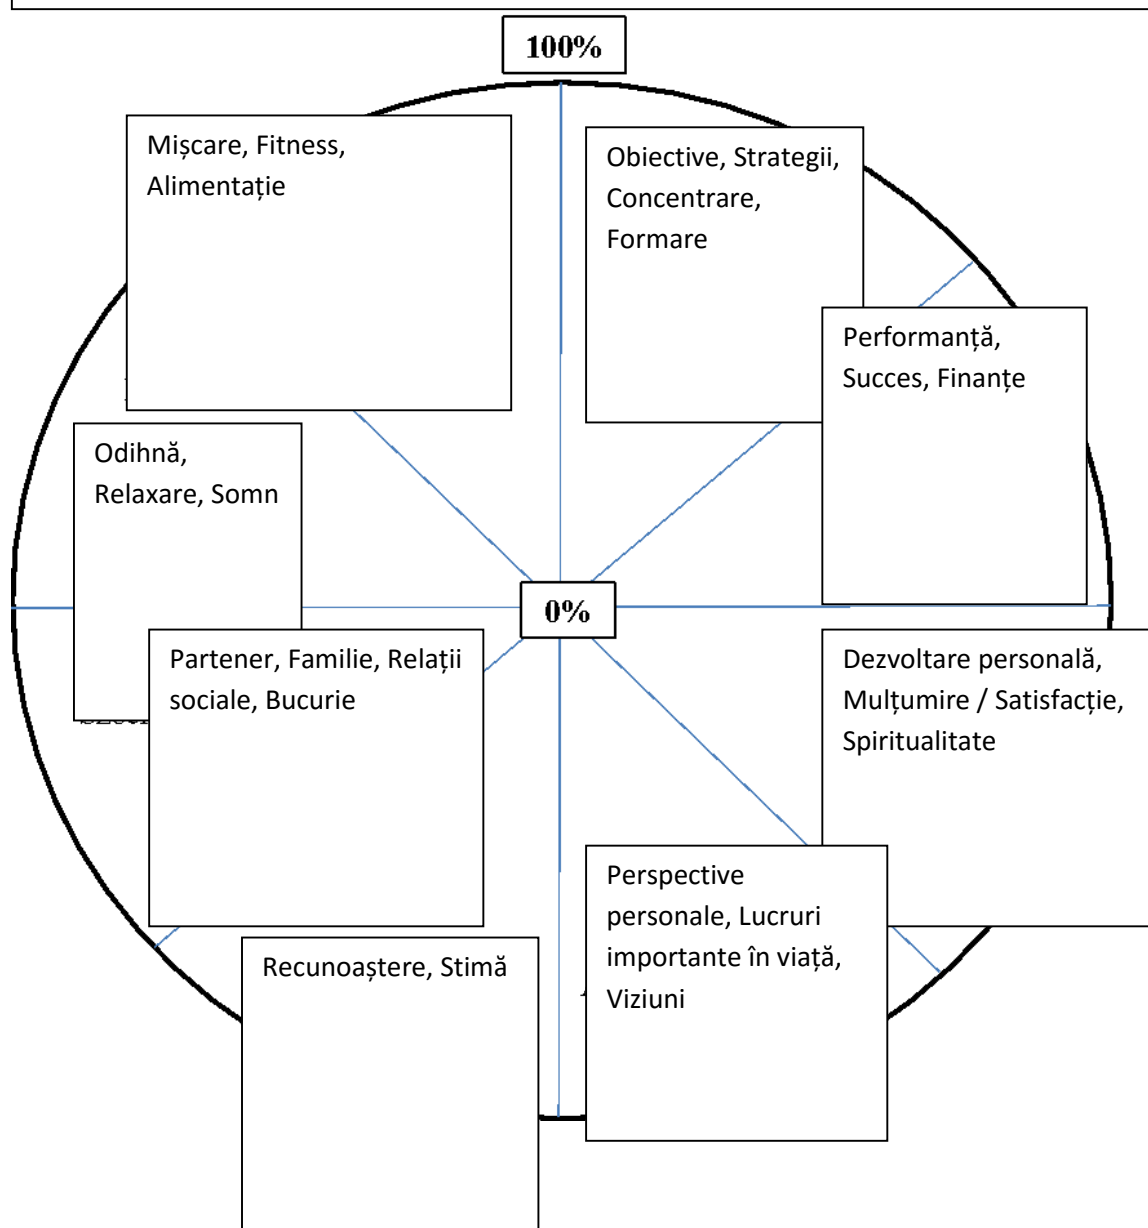 100%
Mișcare, Fitness,
Alimentație
Obiective, Strategii,
Concentrare,
Formare
Performanță,
Succes, Finanțe
Odihnă,
Relaxare, Somn
0%
Partener, Familie, Relații
sociale, Bucurie
Dezvoltare personală,
Mulțumire / Satisfacție,
Spiritualitate
Perspective
personale, Lucruri
importante în viață,
Viziuni
Recunoaștere, Stimă